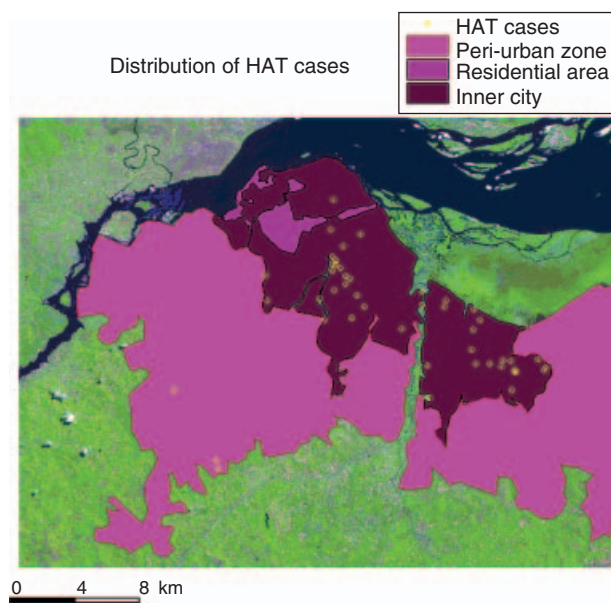 HAT cases
Peri-urban zone
Residential area
Inner city
Distribution of HAT cases
0 4 8 km